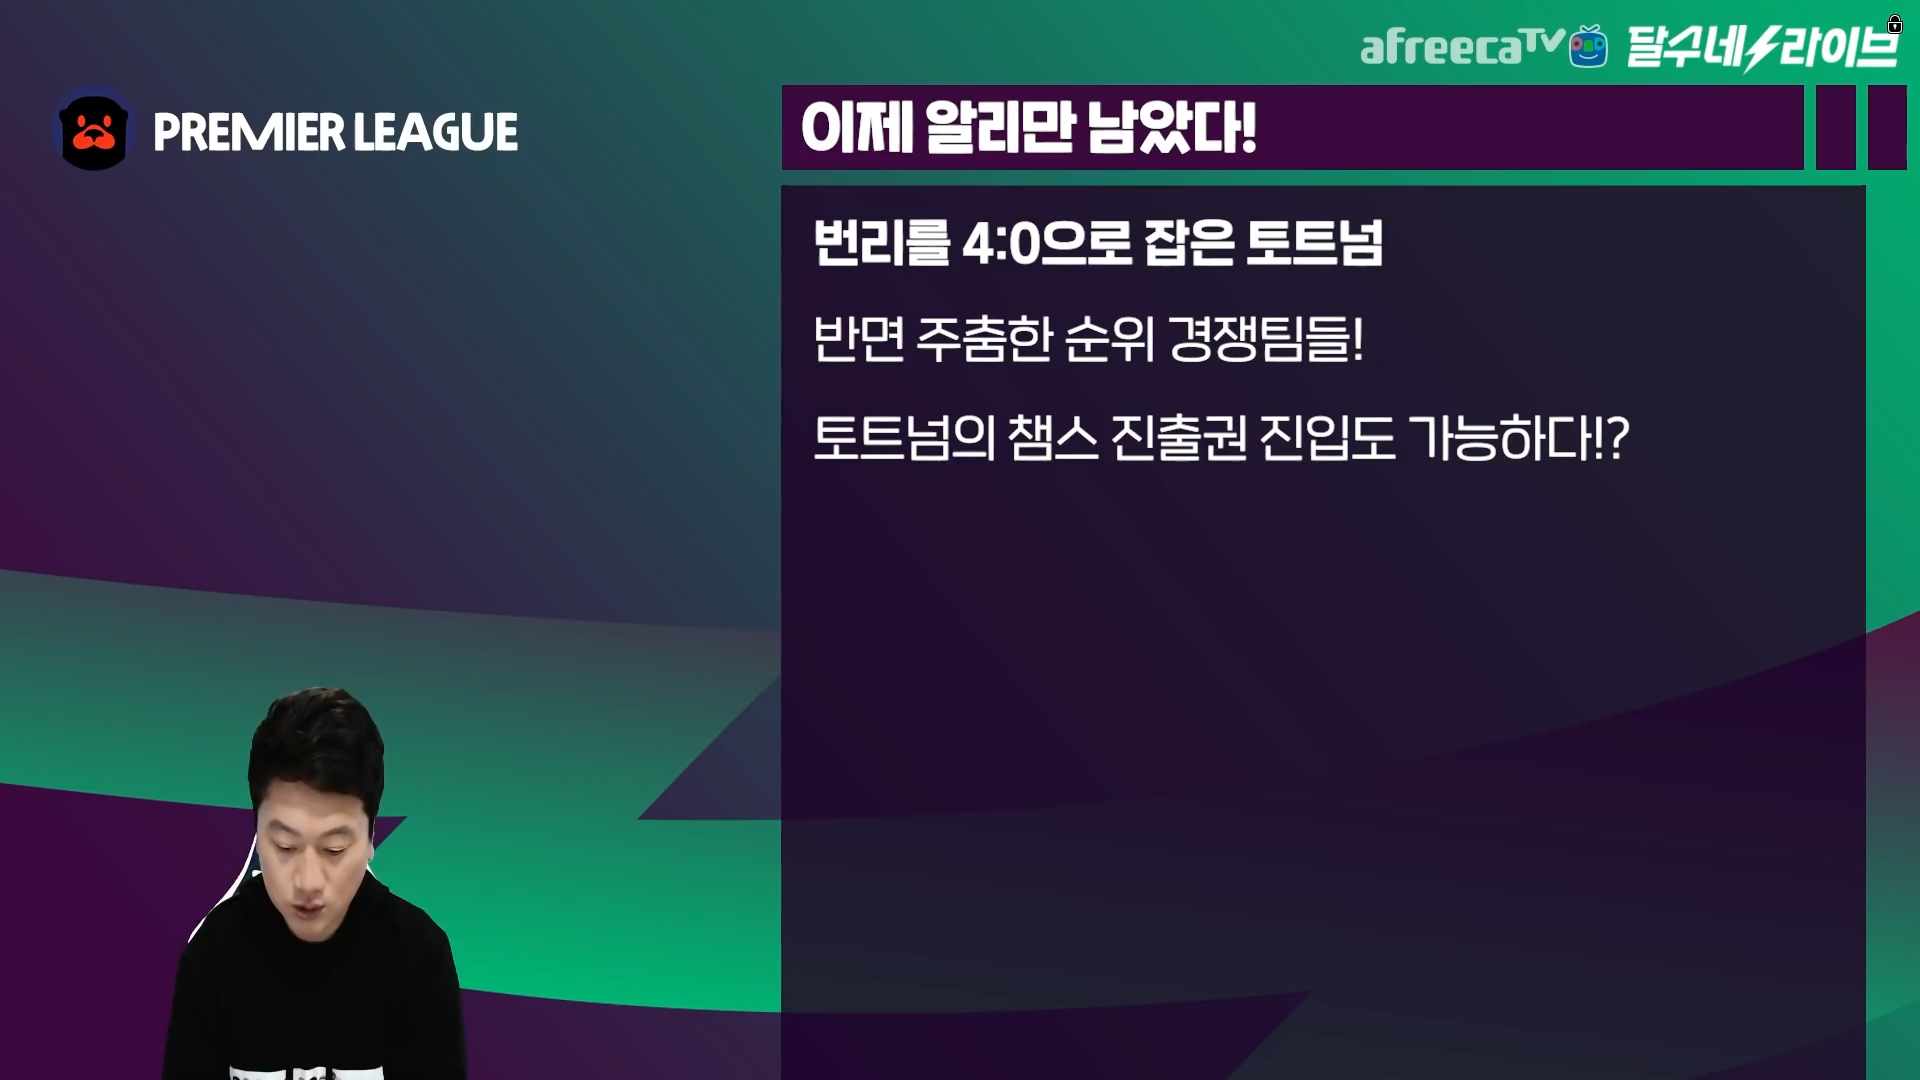 afreecaTV 달수네라이브
PREMIER LEAGUE
이제 알리만 남았다!
번리를 4:0으로 잡은 토트넘
반면 주춤한 순위 경쟁팀들!
토트넘의 챔스 진출권 진입도 가능하다!?